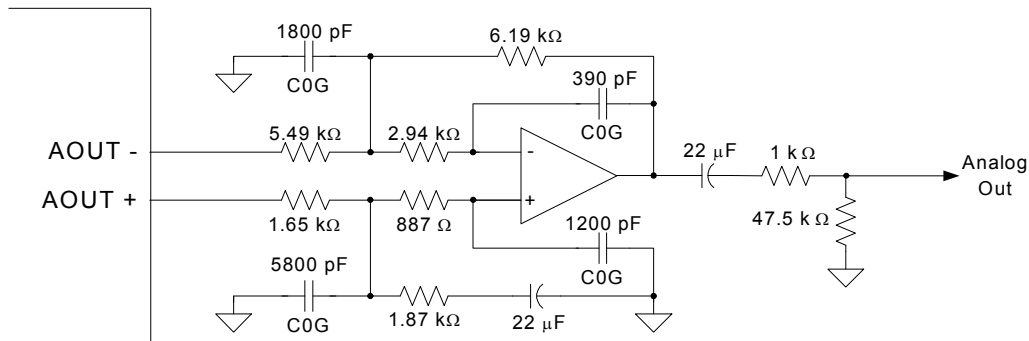 1800 pF
C0G
6.19 kΩ
390 pF
C0G
5.49 kΩ
2.94 kΩ
AOUT -
-
22 µF
1 kΩ
Analog
Out
AOUT +
+
1.65 kΩ
887 Ω
47.5 k Ω
1200 pF
C0G
5800 pF
C0G
1.87 kΩ
22 µF